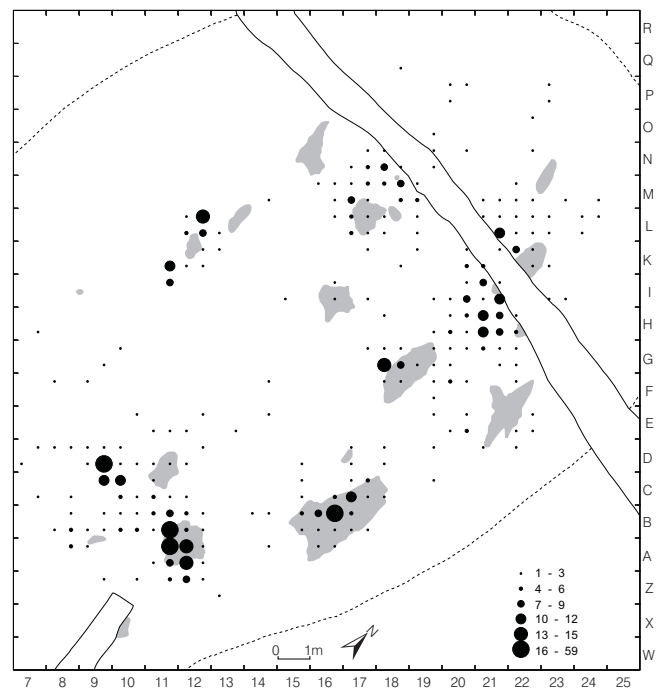 R
Q
P
O
N
M
L
K
I
H
G
F
E
D
C
B
A
Z
X
W
1 - 3
4 - 6
7 - 9
10 - 12
13 - 15
16 - 59
0 1m
N
7 8 9 10 11 12 13 14 15 16 17 18 19 20 21 22 23 24 25